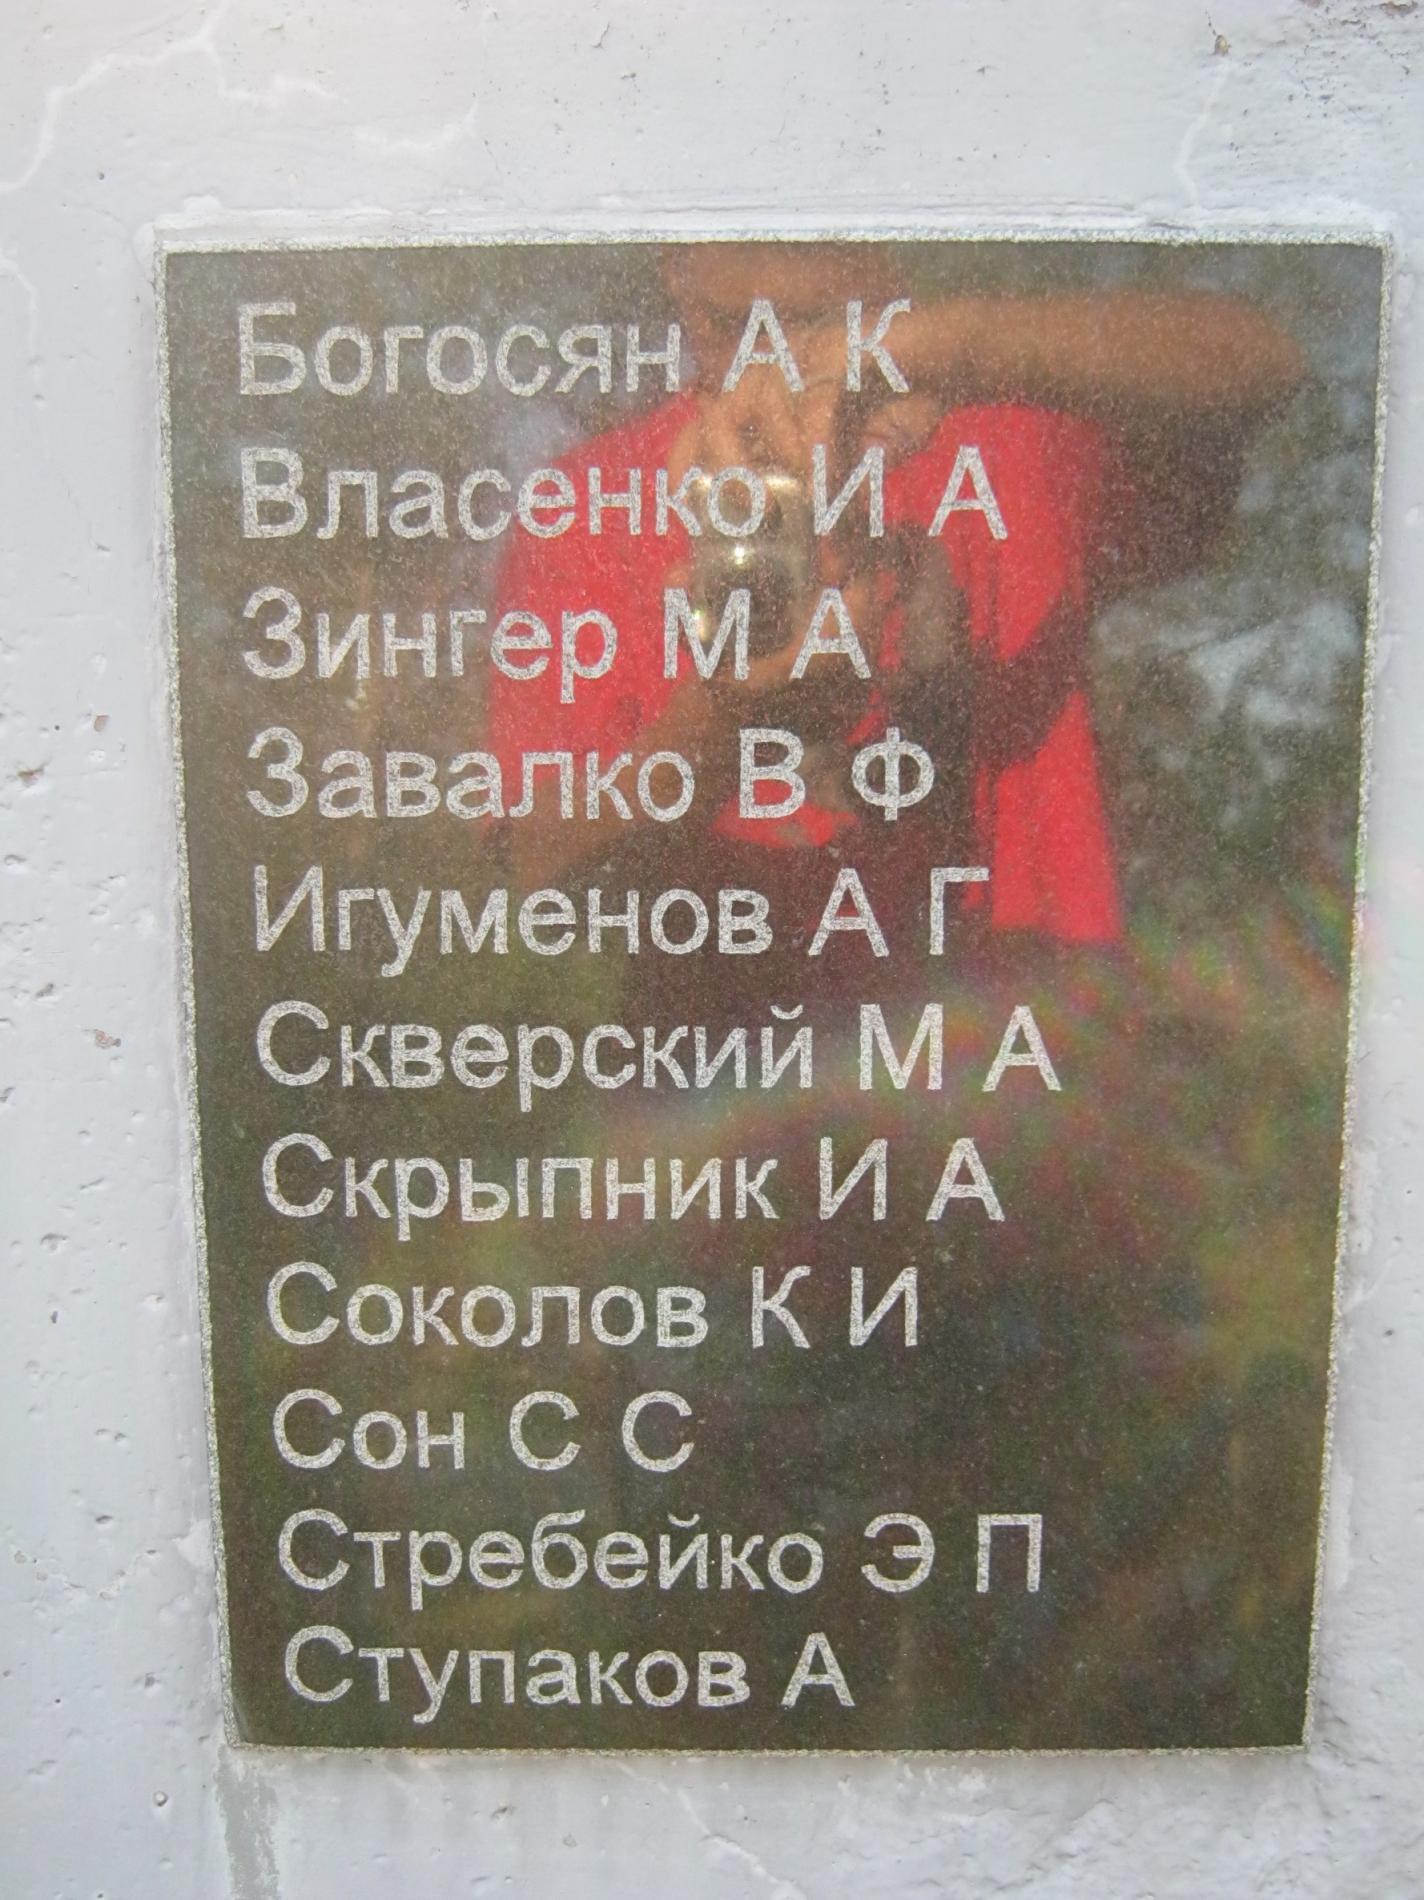 Богосян А К
Власенко И А
Зингер М А
Завалко В Ф
Игуменов А Г
Скверский М А
Скрыпник И А
Соколов К И
Сон С С
Стребейко Э П
Ступаков А